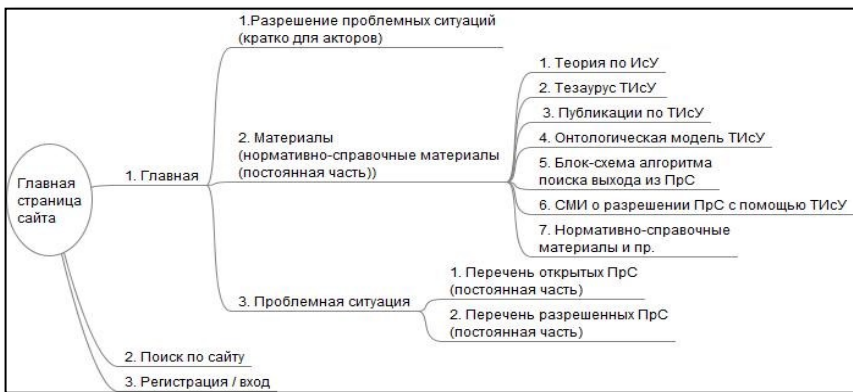 Главная
страница
сайта
1. Главная
1.Разрешение проблемных ситуаций
(кратко для акторов)
2. Материалы
(нормативно-справочные материалы
(постоянная часть))
1. Теория по ИсУ
2. Тезаурус ТИсУ
3. Публикации по ТИсУ
4. Онтологическая модель ТИсУ
5. Блок-схема алгоритма
поиска выхода из ПрС
6. СМИ о разрешении ПрС с помощью ТИсУ
7. Нормативно-справочные
материалы и пр.
3. Проблемная ситуация
1. Перечень открытых ПрС
(постоянная часть)
2. Перечень разрешенных ПрС
(постоянная часть)
2. Поиск по сайту
3. Регистрация / вход